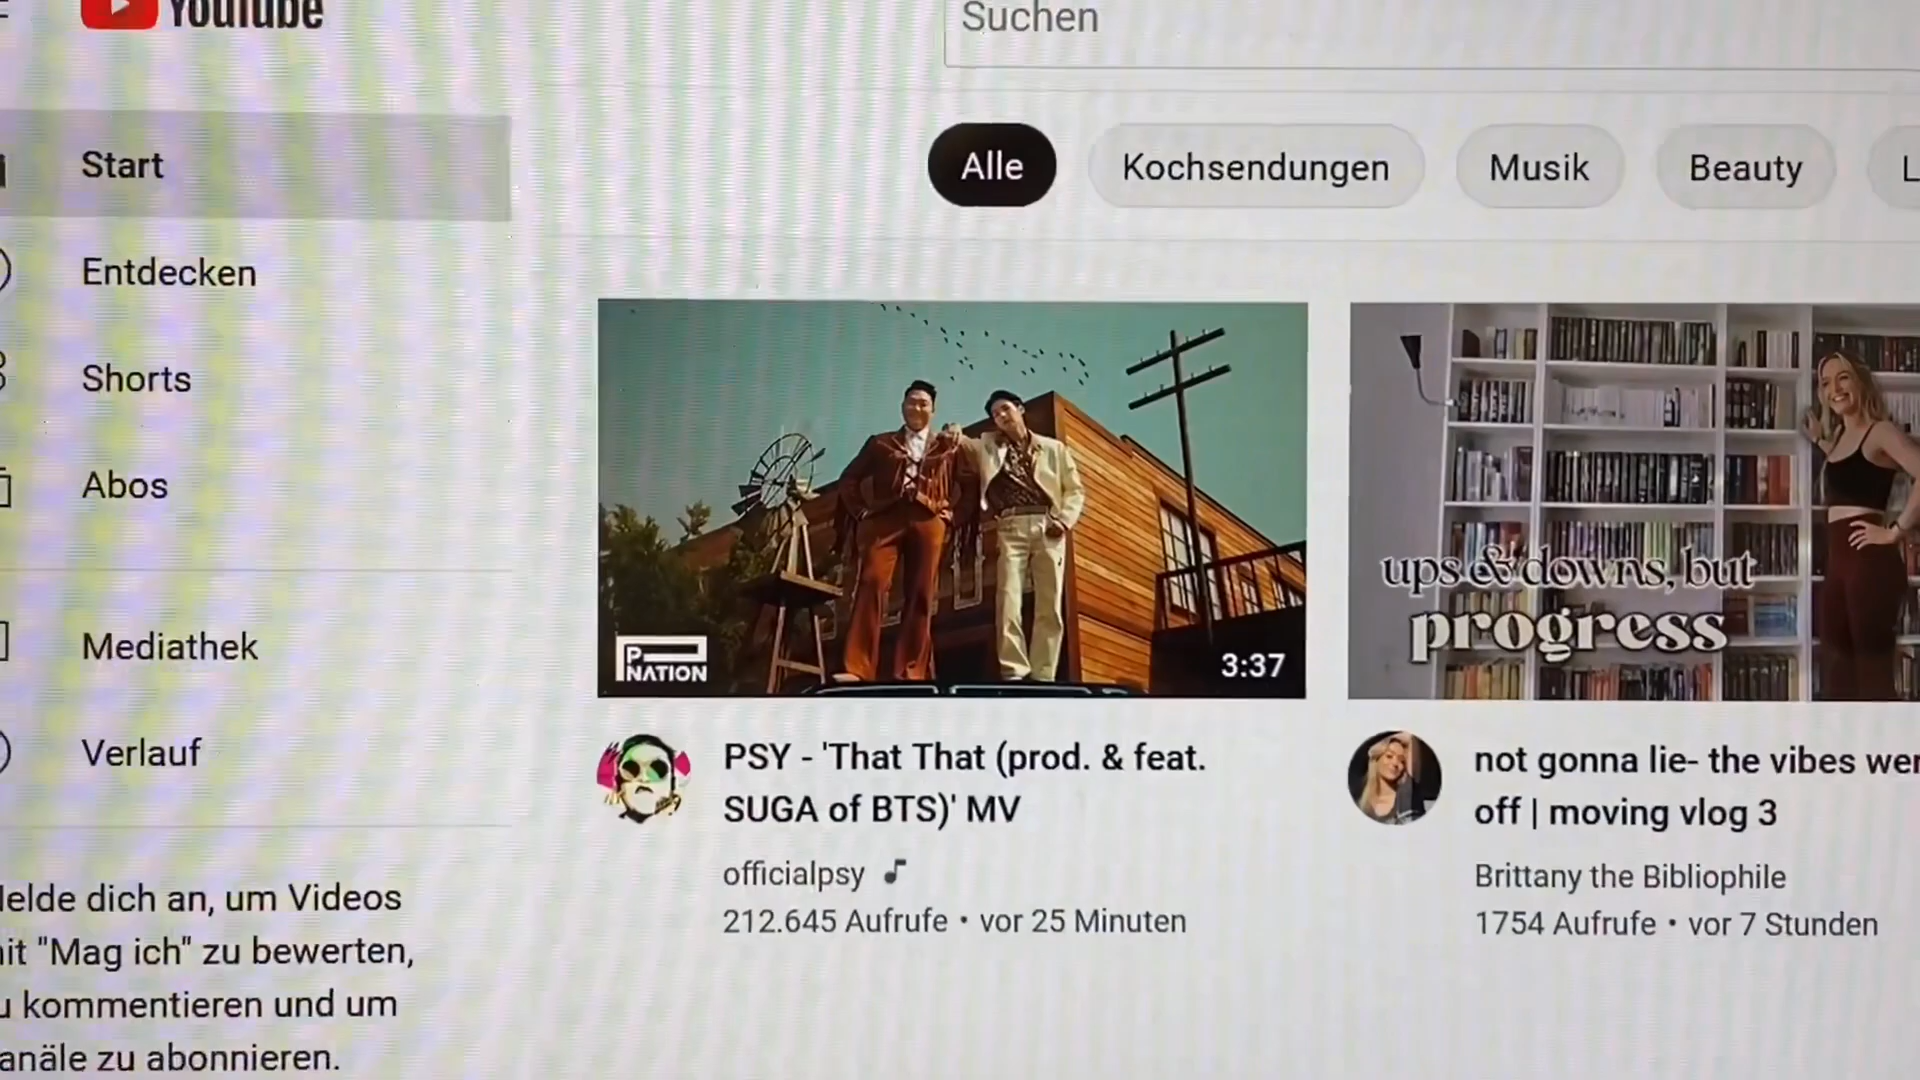 YouTube
Suchen
Start
Entdecken
Shorts
Abos
Mediathek
Verlauf
elde dich an, um Videos
it "Mag ich" zu bewerten,
u kommentieren und um
anäle zu abonnieren.
Alle
Kochsendungen
Musik
Beauty
L
P
NATION
3:37
PSY - 'That That (prod. & feat.
SUGA of BTS)' MV
officialpsy
212.645 Aufrufe • vor 25 Minuten
ups & downs, but
progress
not gonna lie- the vibes wer
off | moving vlog 3
Brittany the Bibliophile
1754 Aufrufe • vor 7 Stunden